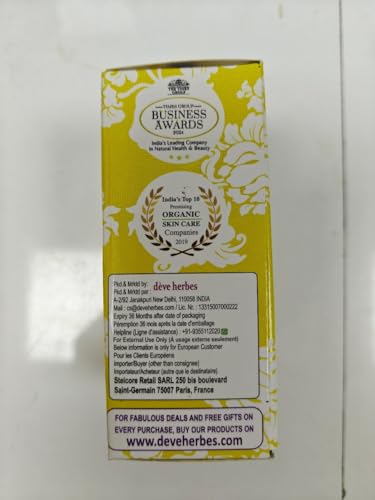 THE TIMES GROUP
TIMES GROUP
BUSINESS
AWARDS
2024
India's Leading Company
in Natural Health & Beauty
India's Top 10
Promising
ORGANIC
SKIN CARE
Companies
2019
Pkd & Mrktd by: dève herbes
Pkd & Mrktd par :
A-2/92 Janakpuri New Delhi, 110058 INDIA
Mail : cs@deveherbes.com / Lic. Nr. : 13315007000222
Expiry 36 Months after date of packaging
Péremption 36 mois après la date d'emballage
Helpline (Ligne d'assistance) : +91-9355112020
For External Use Only (A usage externe seulement)
Below information is only for European Customer
Pour les Clients Européens
Importer/Buyer (other than consignee)
Importateur/Acheteur (autre que le destinataire)
Steicore Retail SARL 250 bis boulevard
Saint-Germain 75007 Paris, France
FOR FABULOUS DEALS AND FREE GIFTS ON
EVERY PURCHASE, BUY OUR PRODUCTS ON
www.deveherbes.com